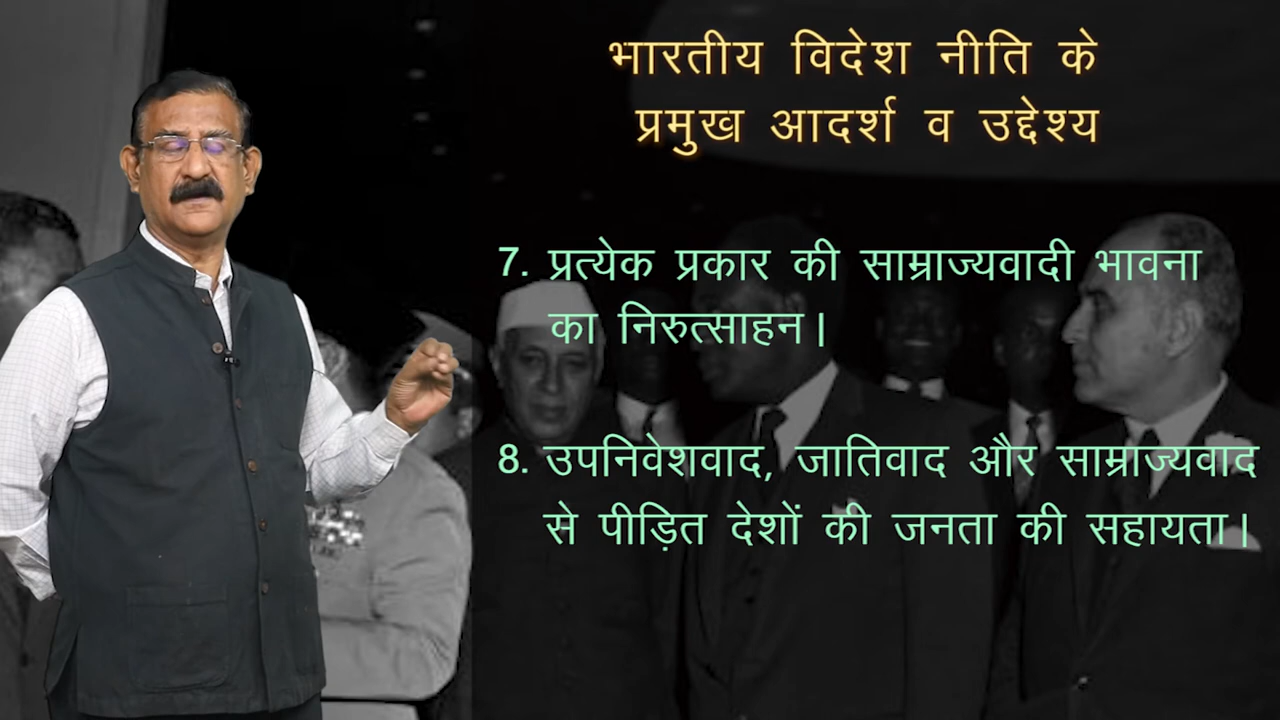 भारतीय विदेश नीति के
प्रमुख आदर्श व उद्देश्य
7. प्रत्येक प्रकार की साम्राज्यवादी भावना
का निरुत्साहन।
8. उपनिवेशवाद, जातिवाद और साम्राज्यवाद
से पीड़ित देशों की जनता की सहायता।